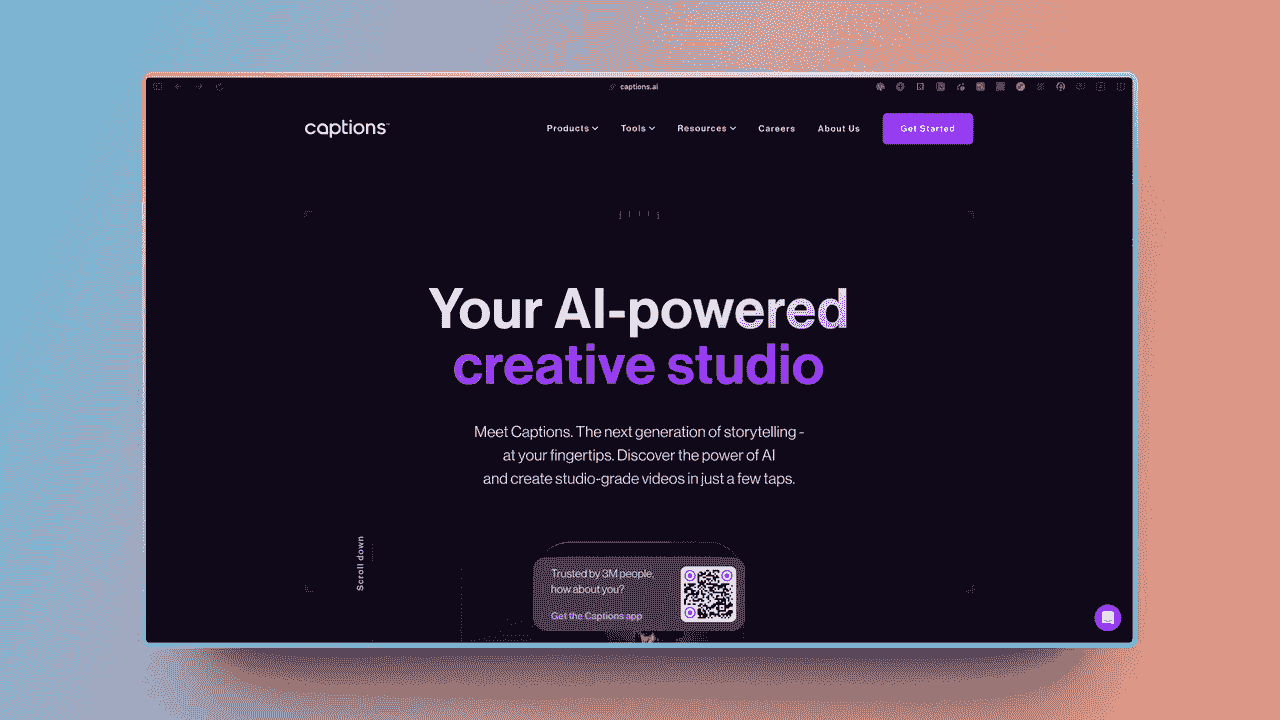 captions.ai
captions™
Products
Tools
Resources
Careers
About Us
Get Started
Your AI-powered
creative studio
Meet Captions. The next generation of storytelling -
at your fingertips. Discover the power of AI
and create studio-grade videos in just a few taps.
Scroll down
Trusted by 3M people,
how about you?
Get the Captions app